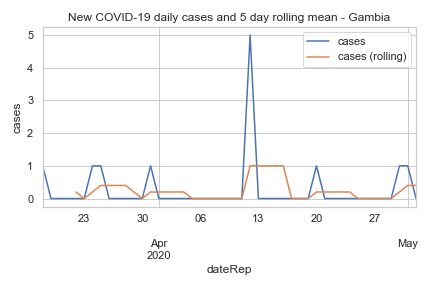 New COVID-19 daily cases and 5 day rolling mean - Gambia
cases
cases (rolling)
5
4
3
2
1
0
cases
23
30
06
13
20
27
Apr
2020
May
dateRep